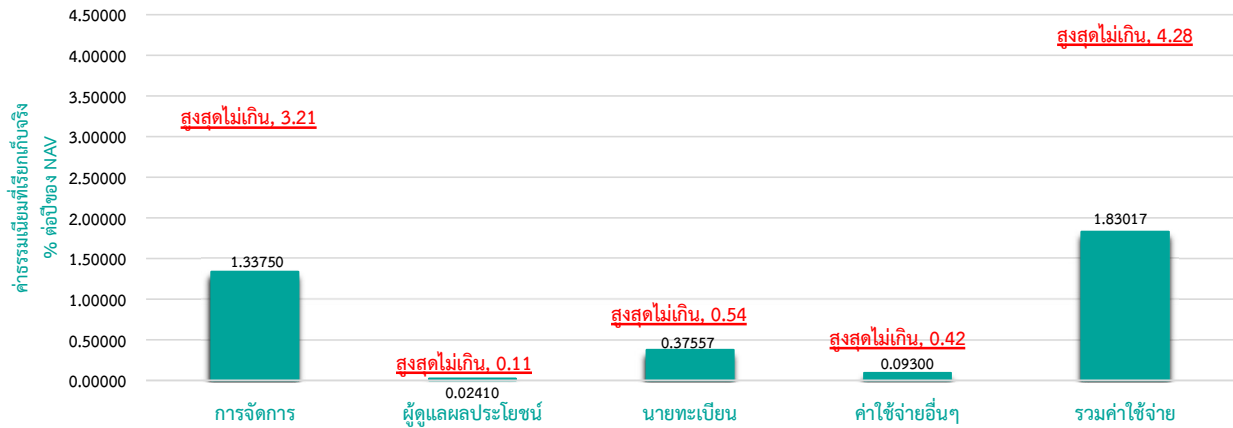 4.50000
4.00000
3.50000
3.00000
2.50000
2.00000
1.50000
1.00000
0.50000
0.00000
ค่าธรรมเนียมที่เรียกเก็บจริง
% ต่อปีของ NAV
สูงสุดไม่เกิน, 3.21
1.33750
สูงสุดไม่เกิน, 0.11
0.02410
สูงสุดไม่เกิน, 0.54
0.37557
สูงสุดไม่เกิน, 0.42
0.09300
สูงสุดไม่เกิน, 4.28
1.83017
การจัดการ
ผู้ดูแลผลประโยชน์
นายทะเบียน
ค่าใช้จ่ายอื่นๆ
รวมค่าใช้จ่าย